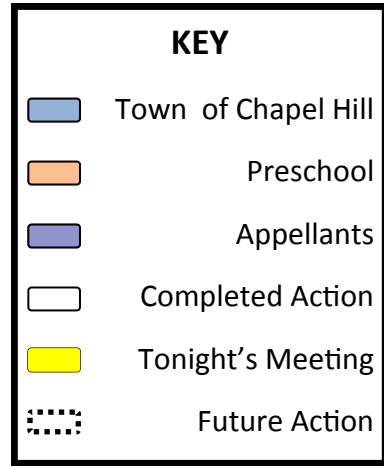 KEY
Town of Chapel Hill
Preschool
Appellants
Completed Action
Tonight's Meeting
Future Action